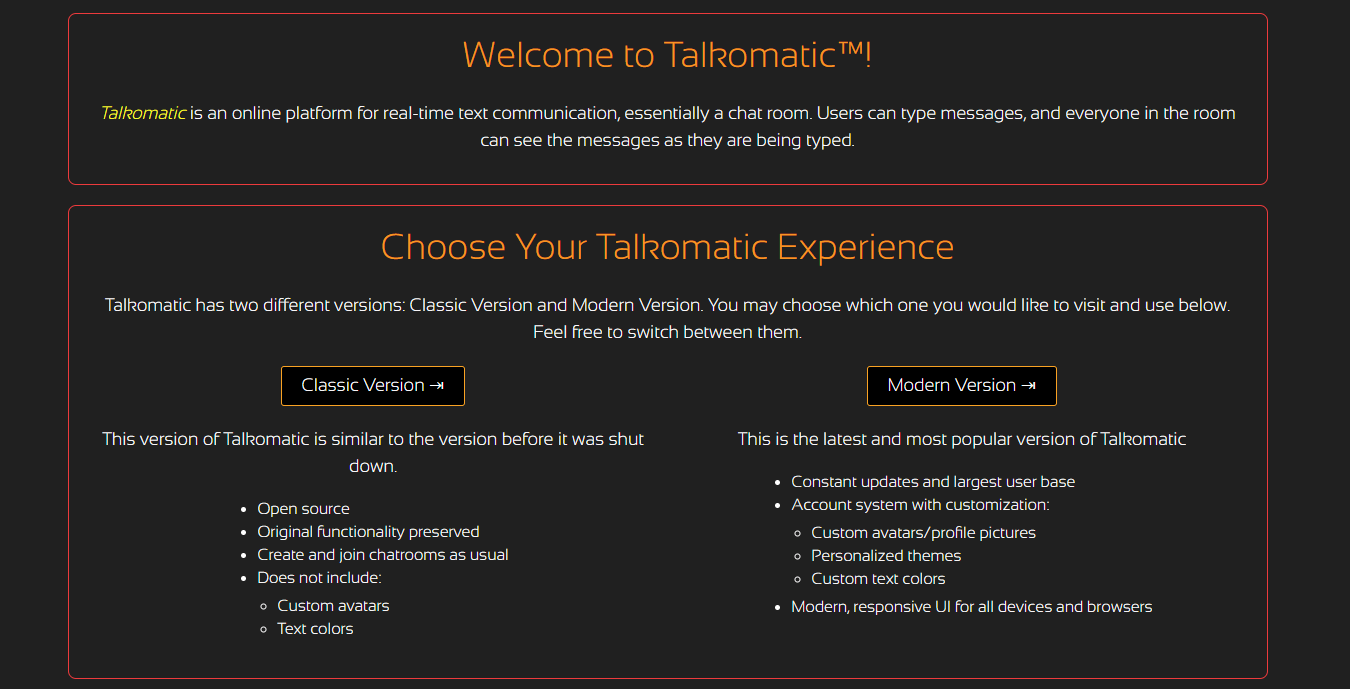 Welcome to Talkomatic™!
Talkomatic is an online platform for real-time text communication, essentially a chat room. Users can type messages, and everyone in the room
can see the messages as they are being typed.
Choose Your Talkomatic Experience
Talkomatic has two different versions: Classic Version and Modern Version. You may choose which one you would like to visit and use below.
Feel free to switch between them.
Classic Version ⇥
This version of Talkomatic is similar to the version before it was shut
down.
• Open source
• Original functionality preserved
• Create and join chatrooms as usual
• Does not include:
◦ Custom avatars
◦ Text colors
Modern Version ⇥
This is the latest and most popular version of Talkomatic
• Constant updates and largest user base
• Account system with customization:
◦ Custom avatars/profile pictures
◦ Personalized themes
◦ Custom text colors
• Modern, responsive UI for all devices and browsers